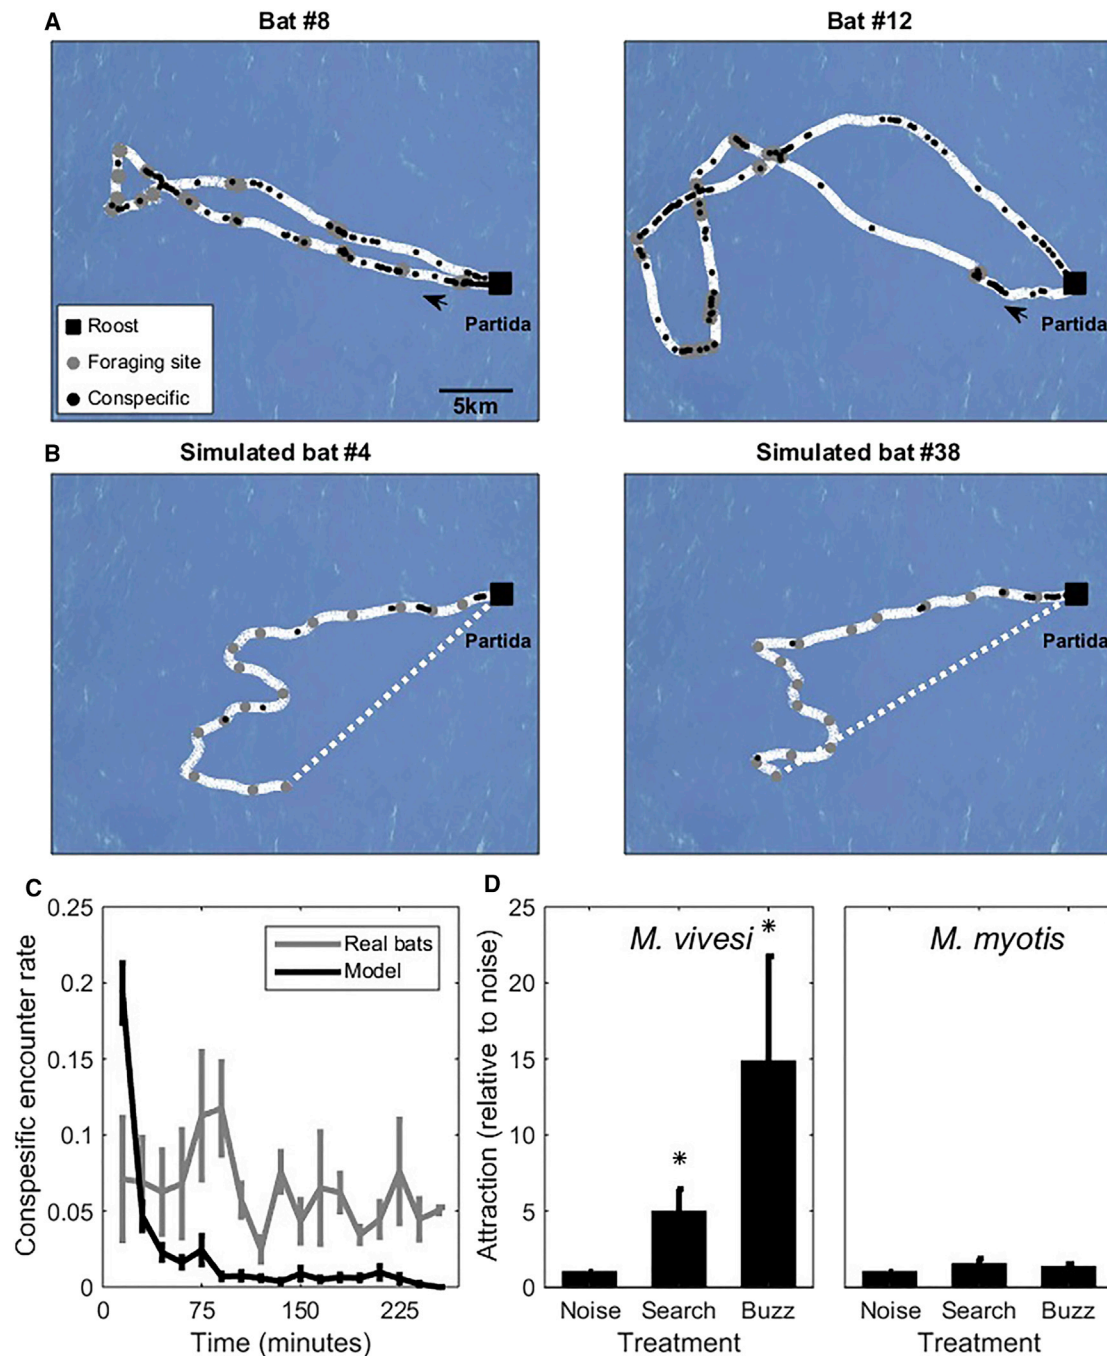 A
Bat #8
Bat #12
Partida
Roost
Foraging site
Conspecific
5km
Partida
B
Simulated bat #4
Simulated bat #38
Partida
Partida
C
0.25
0.2
0.15
0.1
0.05
0
Conspesific encounter rate
Real bats
Model
0
75
150
225
Time (minutes)
D
25
20
15
10
5
0
Attraction (relative to noise)
M. vivesi
*
*
Noise
Search
Buzz
Treatment
M. myotis
Noise
Search
Buzz
Treatment